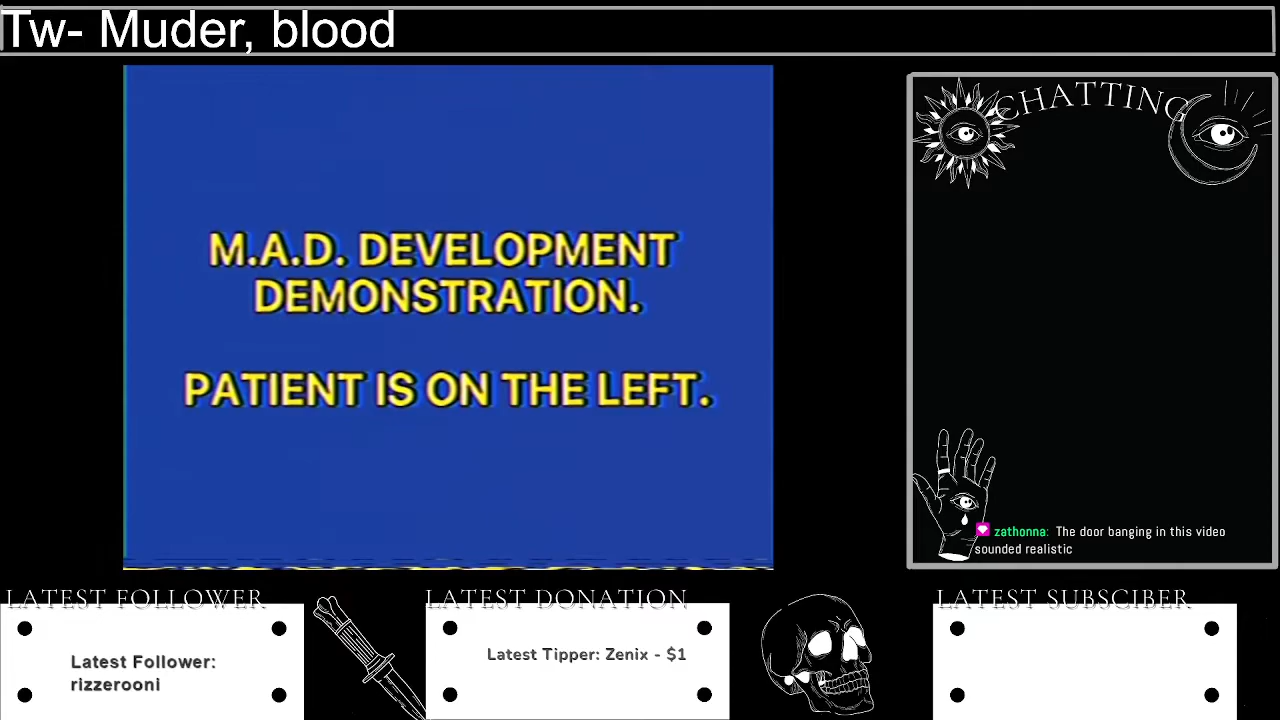 Tw- Muder, blood
CHATTING
M.A.D. DEVELOPMENT
DEMONSTRATION.
PATIENT IS ON THE LEFT.
zathonna: The door banging in this video
sounded realistic
LATEST FOLLOWER
Latest Follower:
rizzerooni
LATEST DONATION
Latest Tipper: Zenix - $1
LATEST SUBSCIBER